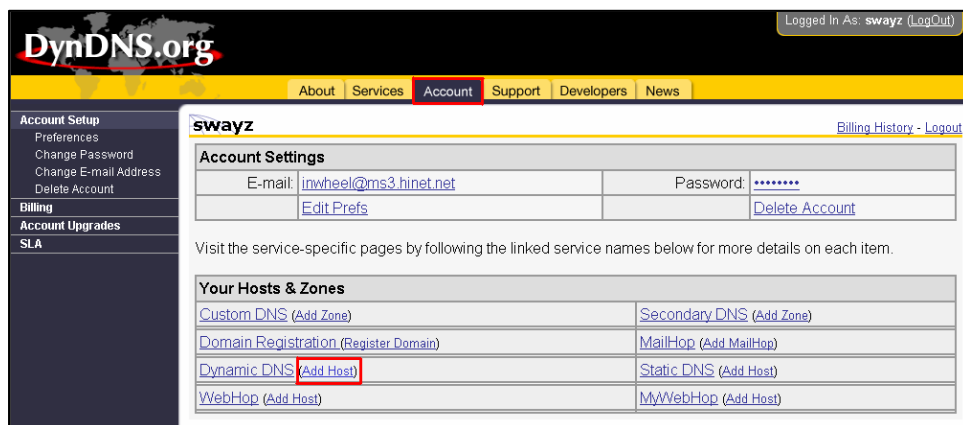 Logged In As: swayz (LogOut)
DynDNS.org
About Services Account Support Developers News
Account Setup
Preferences
Change Password
Change E-mail Address
Delete Account
Billing
Account Upgrades
SLA
swayz
Billing History - Logout
Account Settings
E-mail: inwheel@ms3.hinet.net Password: ••••••••
Edit Prefs Delete Account
Visit the service-specific pages by following the linked service names below for more details on each item.
Your Hosts & Zones
Custom DNS (Add Zone) Secondary DNS (Add Zone)
Domain Registration (Register Domain) MailHop (Add MailHop)
Dynamic DNS (Add Host) Static DNS (Add Host)
WebHop (Add Host) MyWebHop (Add Host)